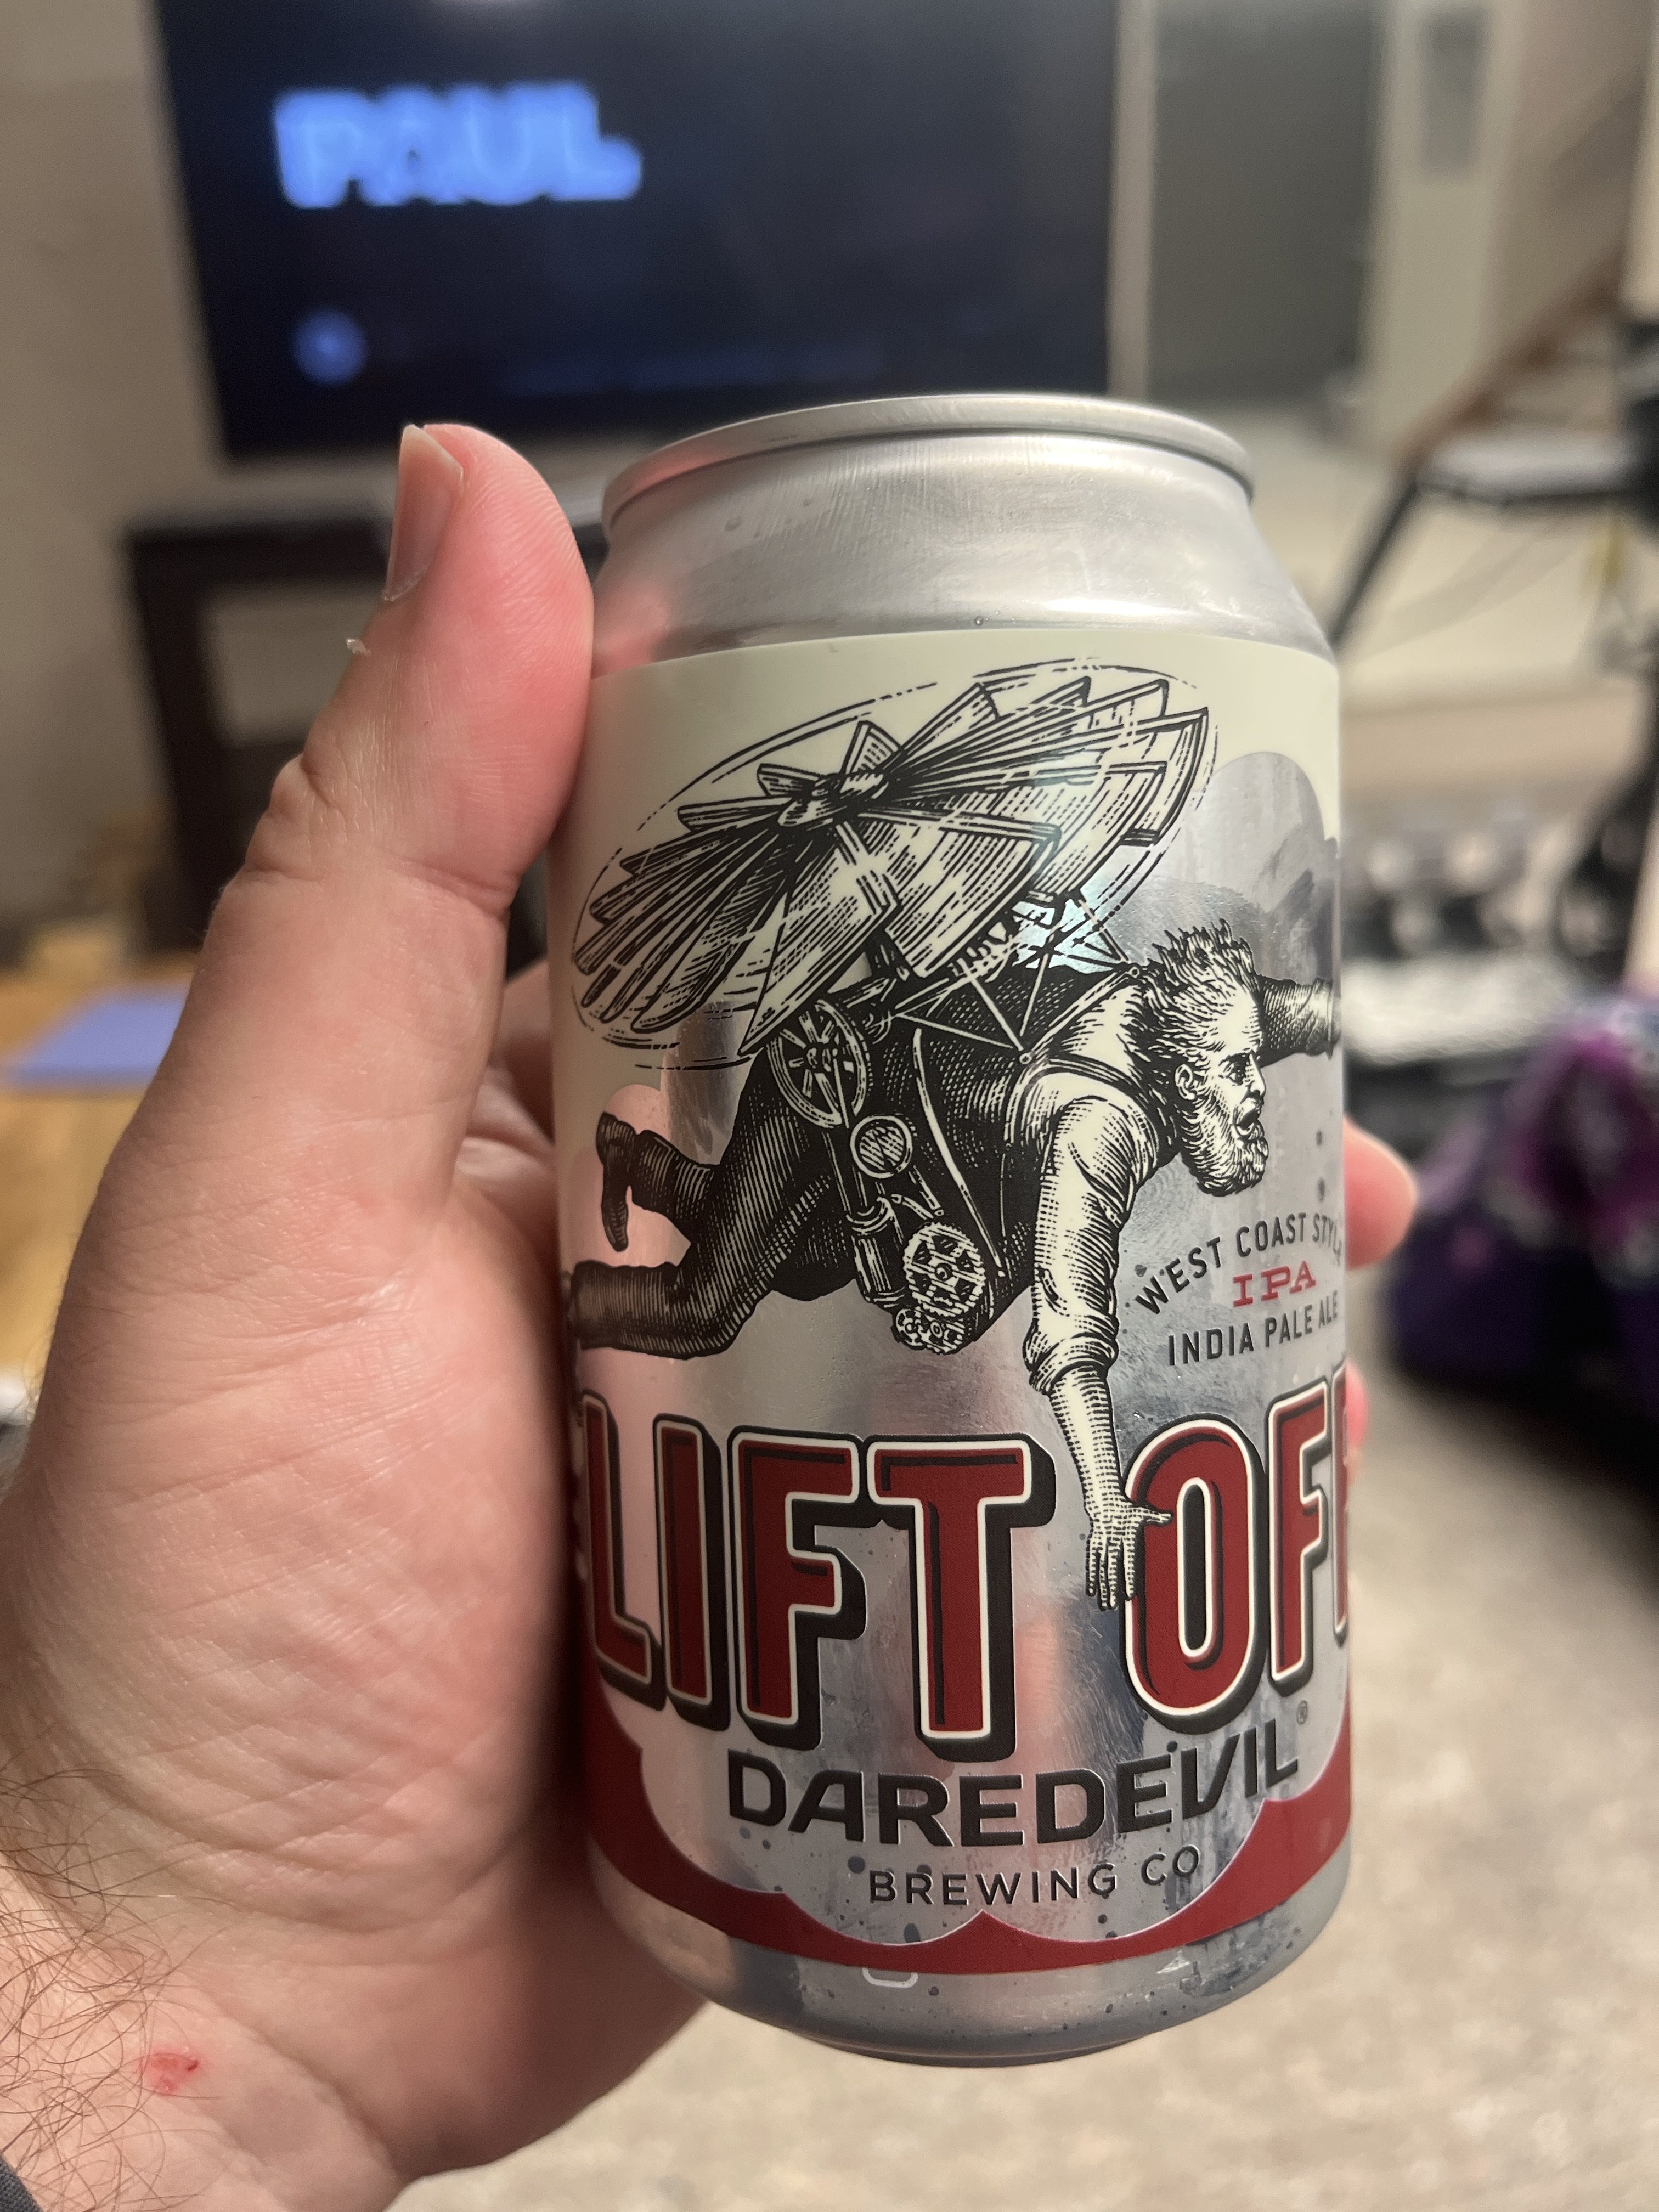 PAUL
WEST COAST STYLE
IPA
INDIA PALE ALE
LIFT OFF
DAREDEVIL®
BREWING CO